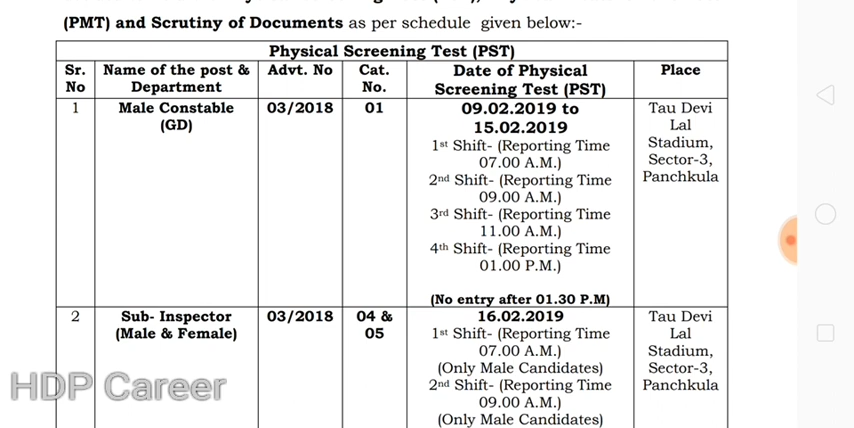 (PMT) and Scrutiny of Documents as per schedule given below:-
Physical Screening Test (PST)
Sr. No
Name of the post & Department
Advt. No
Cat. No.
Date of Physical Screening Test (PST)
Place
1
Male Constable (GD)
03/2018
01
09.02.2019 to
15.02.2019
1st Shift- (Reporting Time
07.00 A.M.)
2nd Shift- (Reporting Time
09.00 A.M.)
3rd Shift- (Reporting Time
11.00 A.M.)
4th Shift- (Reporting Time
01.00 P.M.)
(No entry after 01.30 P.M)
Tau Devi
Lal
Stadium,
Sector-3,
Panchkula
2
Sub- Inspector
(Male & Female)
03/2018
04 &
05
16.02.2019
1st Shift- (Reporting Time
07.00 A.M.)
(Only Male Candidates)
2nd Shift- (Reporting Time
09.00 A.M.)
(Only Male Candidates)
Tau Devi
Lal
Stadium,
Sector-3,
Panchkula
HDP Career